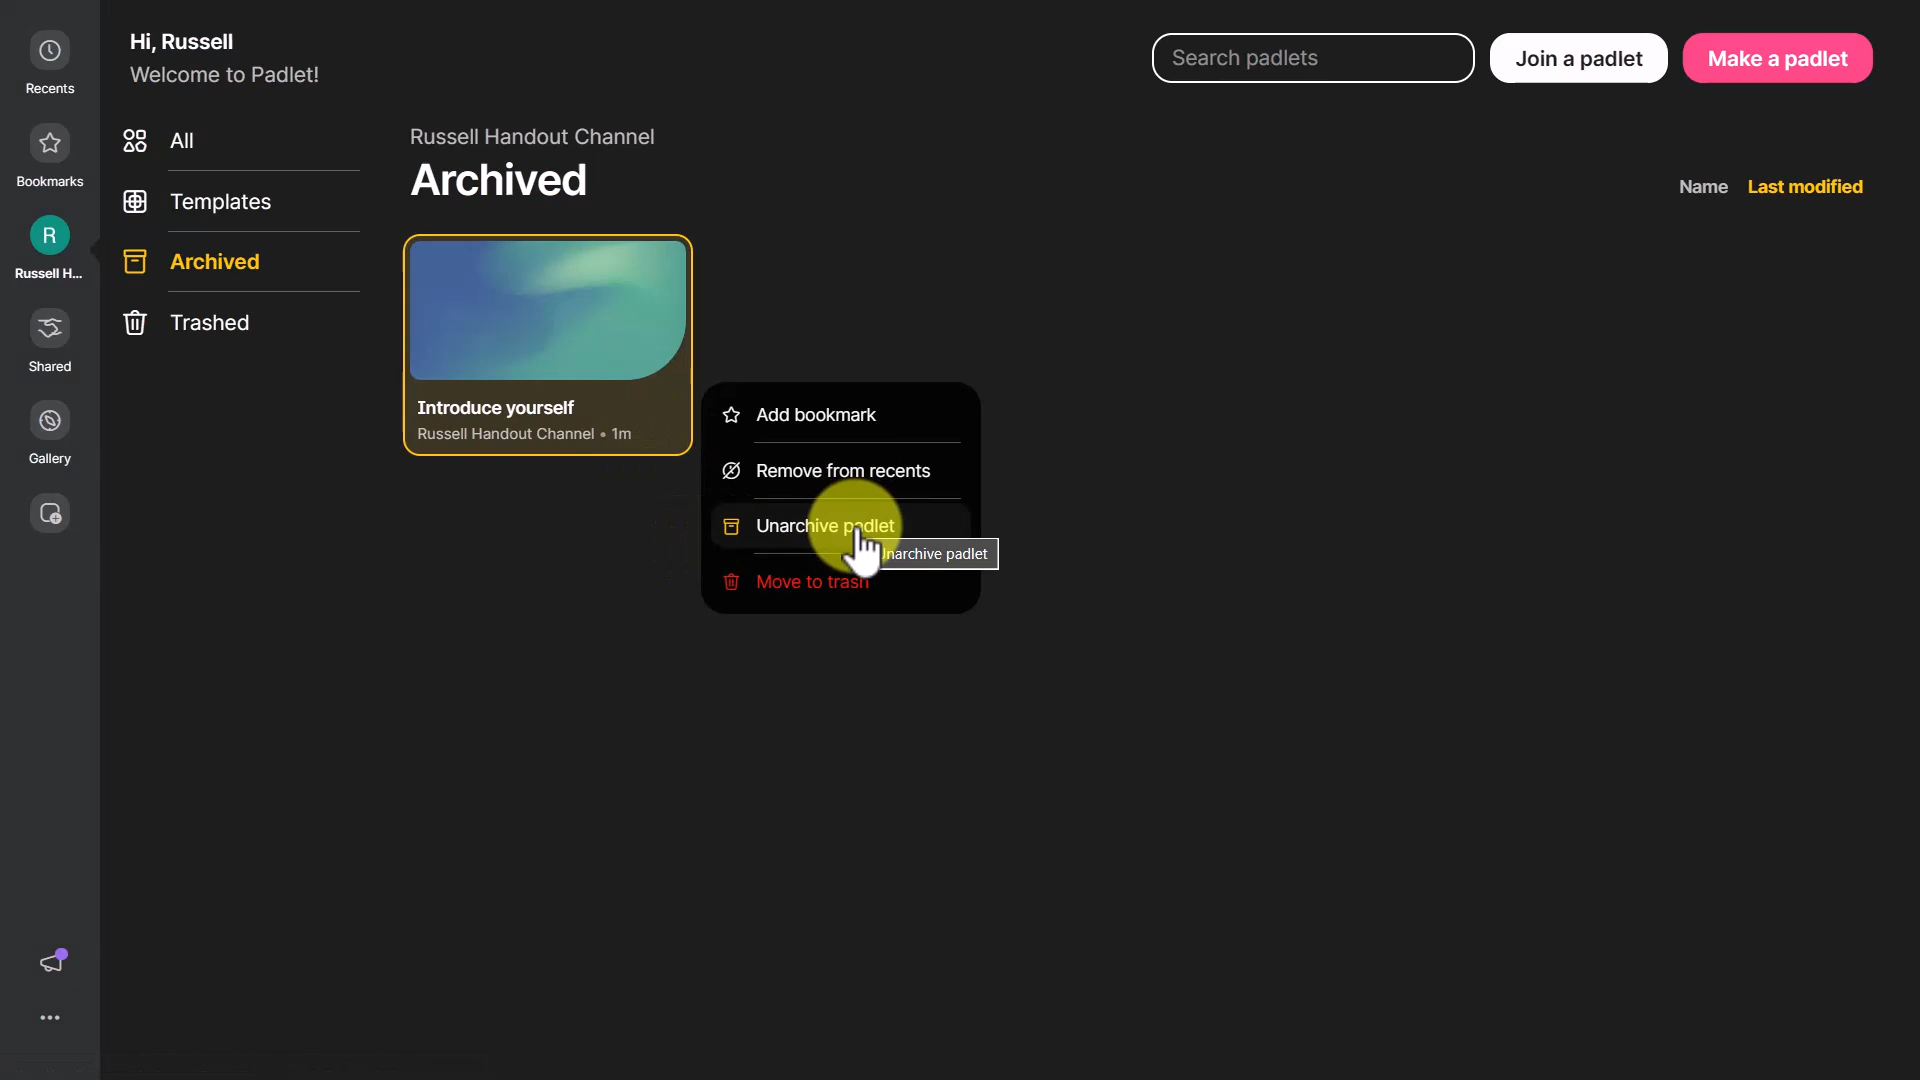 Hi, Russell
Welcome to Padlet!
Search padlets
Join a padlet
Make a padlet
Recents
Bookmarks
R
Russell H...
Shared
Gallery
All
Templates
Archived
Trashed
Russell Handout Channel
Archived
Name
Last modified
Introduce yourself
Russell Handout Channel • 1m
Add bookmark
Remove from recents
Unarchive padlet
narchive padlet
Move to trash